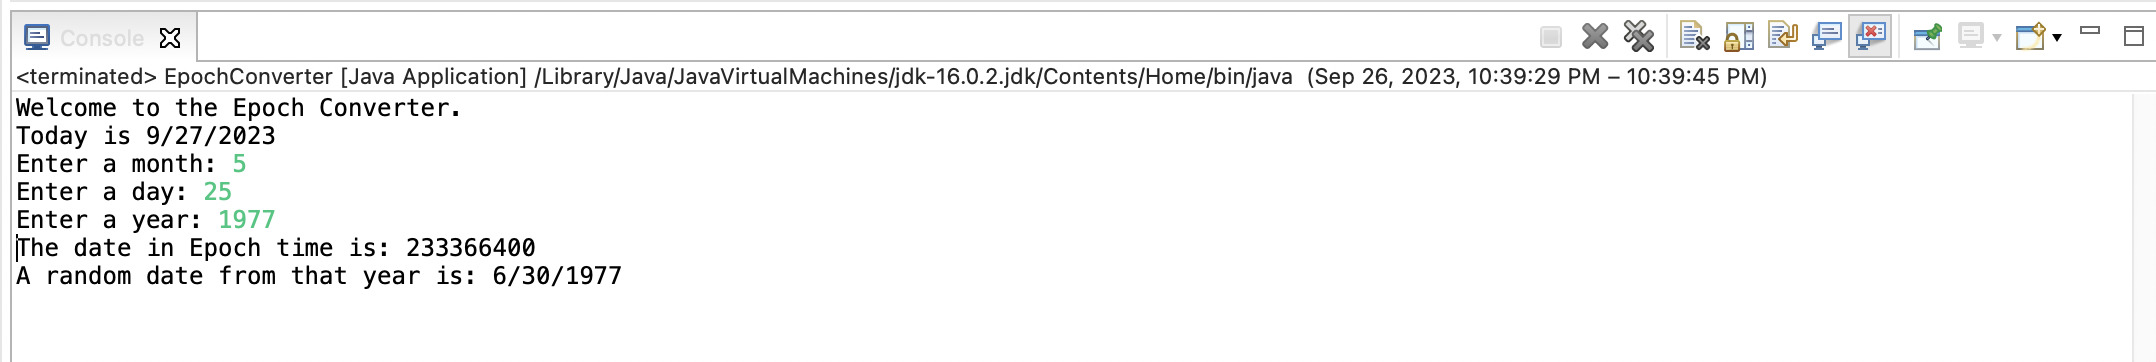 Console
<terminated> EpochConverter [Java Application] /Library/Java/JavaVirtualMachines/jdk-16.0.2.jdk/Contents/Home/bin/java (Sep 26, 2023, 10:39:29 PM – 10:39:45 PM)
Welcome to the Epoch Converter.
Today is 9/27/2023
Enter a month: 5
Enter a day: 25
Enter a year: 1977
The date in Epoch time is: 233366400
A random date from that year is: 6/30/1977